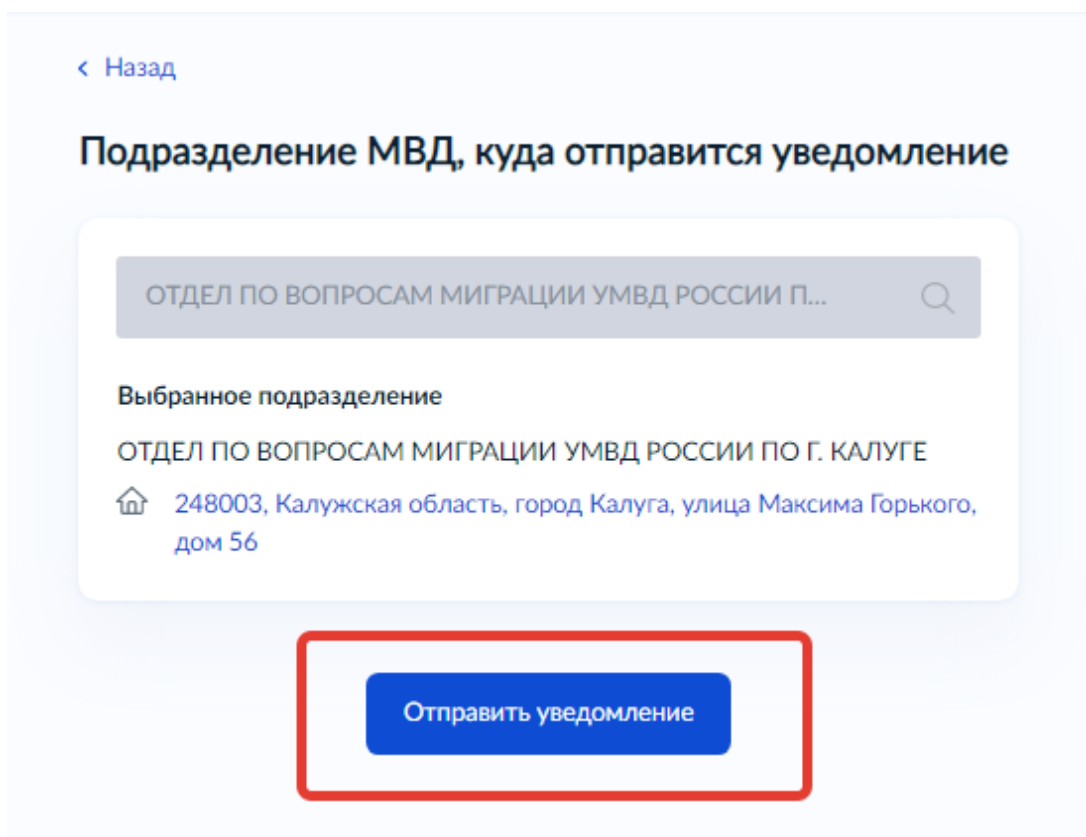 Назад
Подразделение МВД, куда отправится уведомление
ОТДЕЛ ПО ВОПРОСАМ МИГРАЦИИ УМВД РОССИИ П...
Выбранное подразделение
ОТДЕЛ ПО ВОПРОСАМ МИГРАЦИИ УМВД РОССИИ ПО Г. КАЛУГЕ
248003, Калужская область, город Калуга, улица Максима Горького,
дом 56
Отправить уведомление